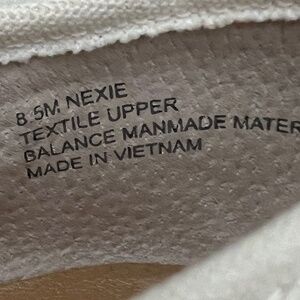 8.5M NEXIE
TEXTILE UPPER
BALANCE MANMADE MATER
MADE IN VIETNAM